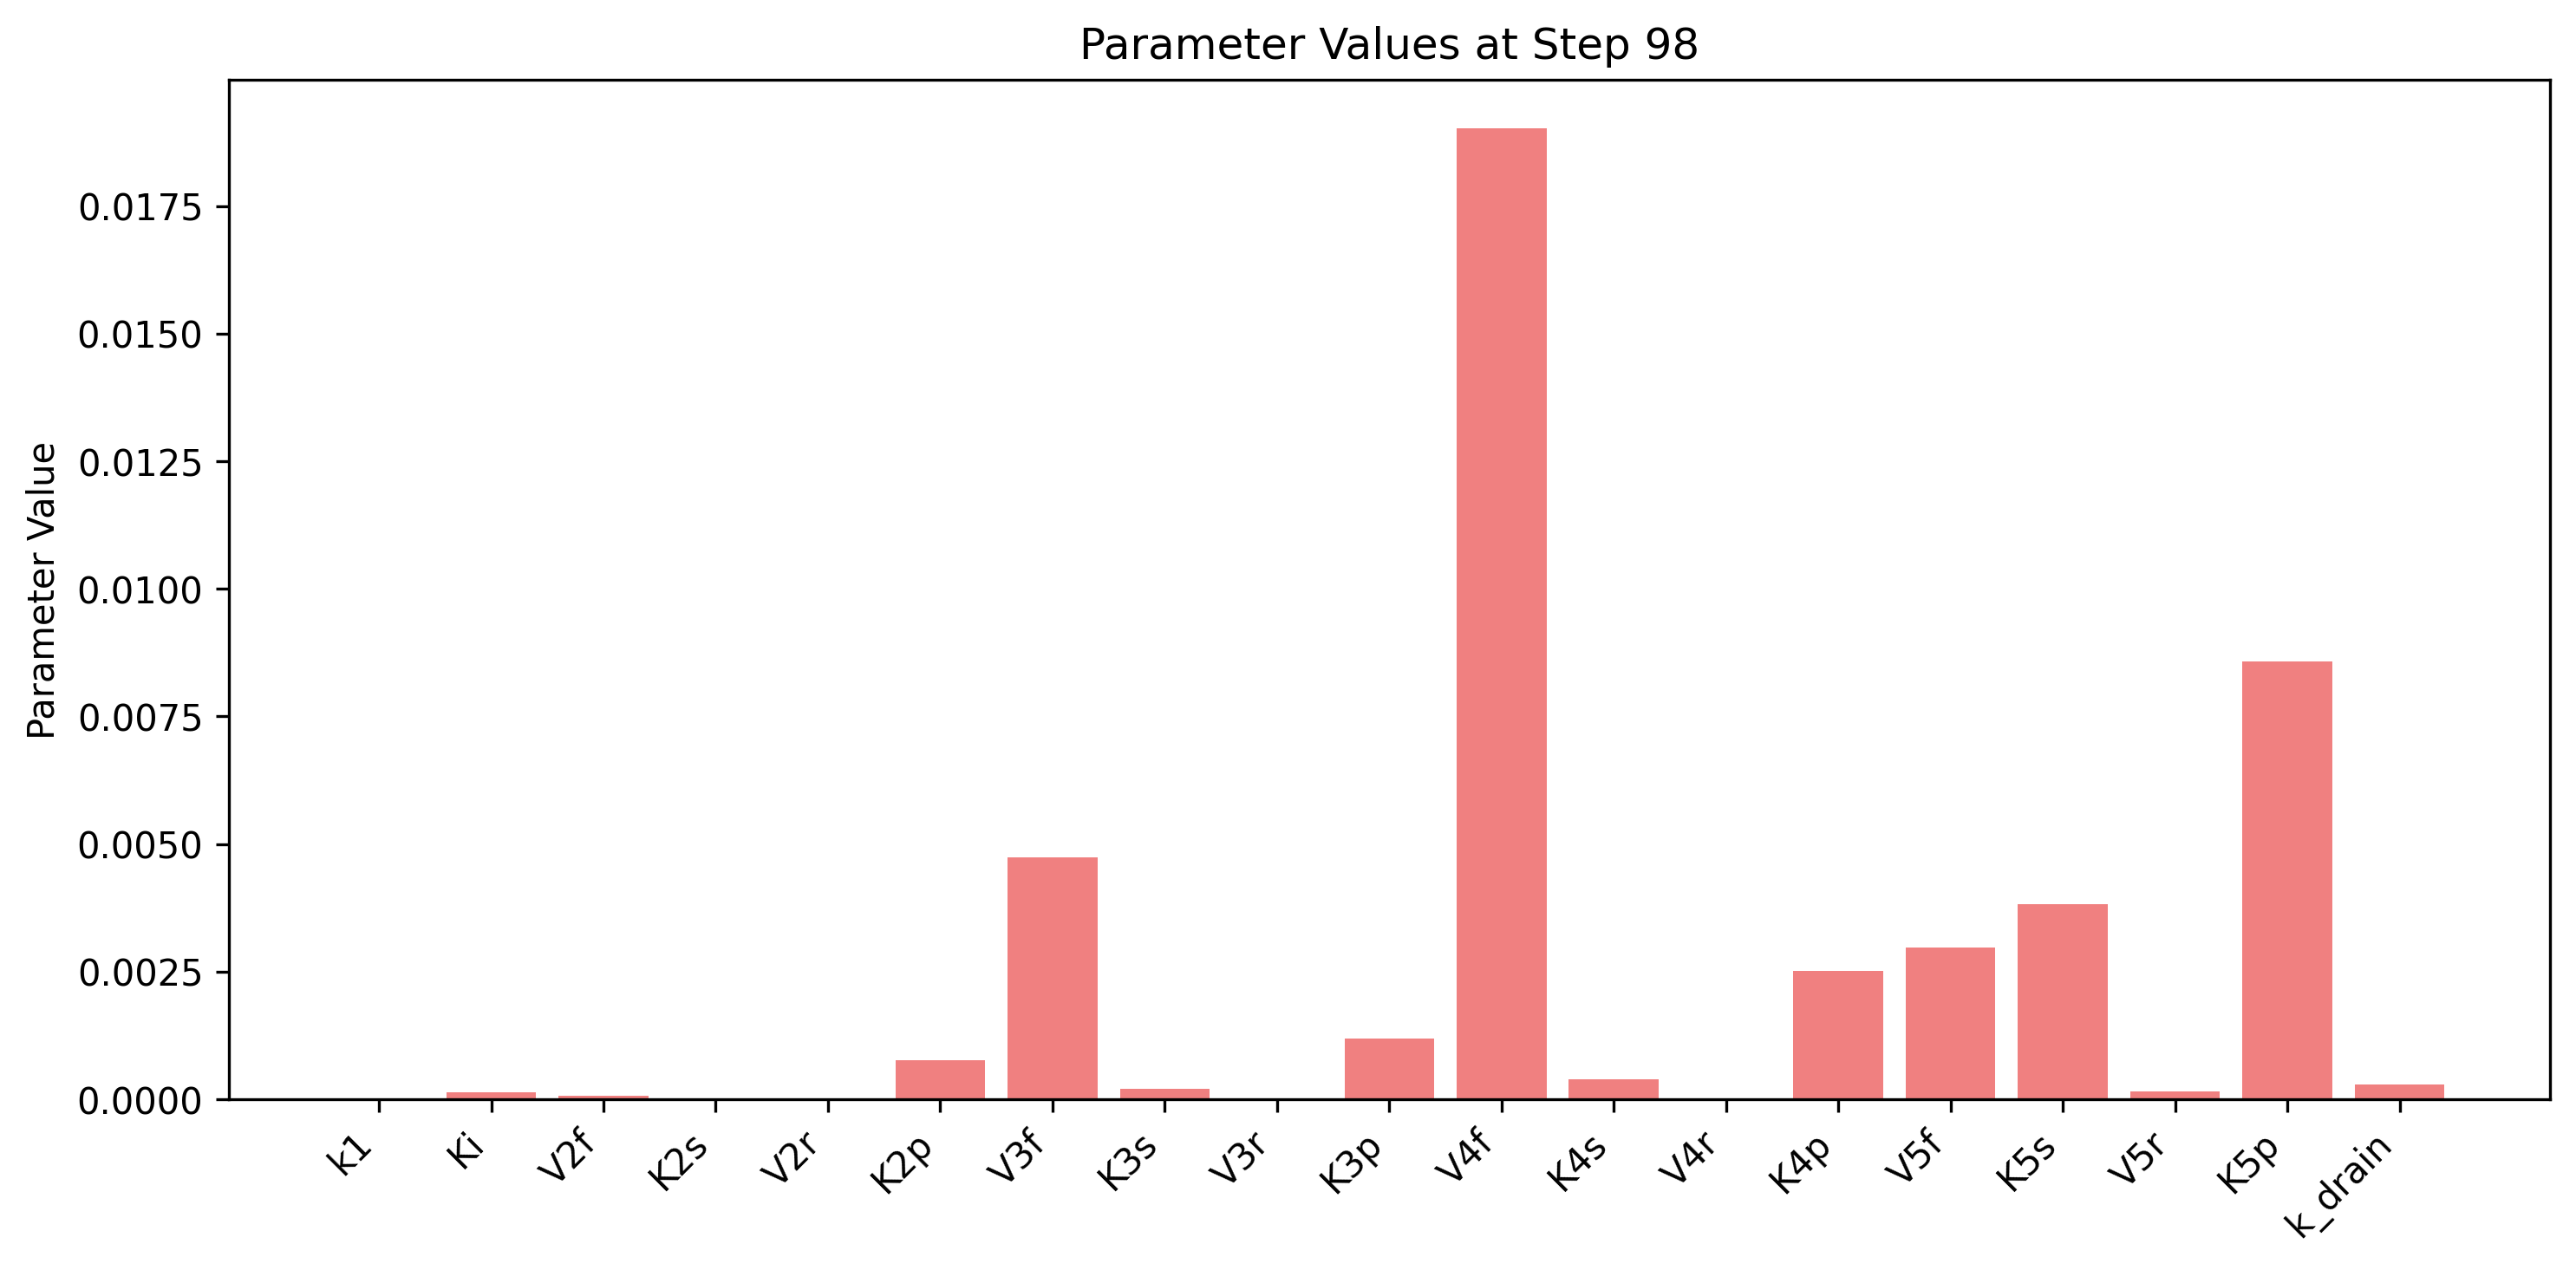 Parameter Values at Step 98
Parameter Value
0.0175
0.0150
0.0125
0.0100
0.0075
0.0050
0.0025
0.0000
k1
Ki
V2f
K2s
V2r
K2p
V3f
K3s
V3r
K3p
V4f
K4s
V4r
K4p
V5f
K5s
V5r
K5p
k_drain